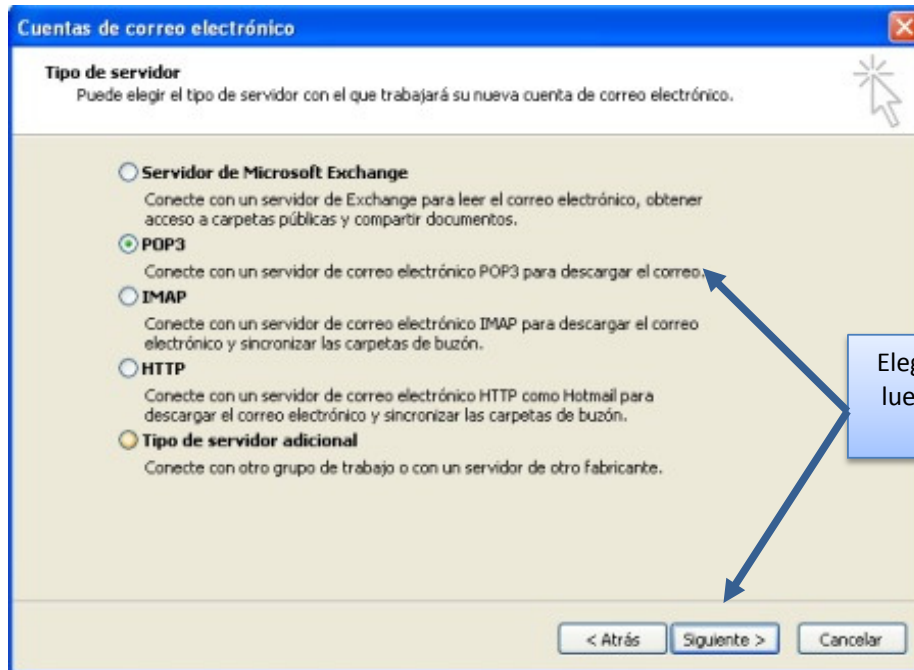 Cuentas de correo electrónico
Tipo de servidor
Puede elegir el tipo de servidor con el que trabajará su nueva cuenta de correo electrónico.
Servidor de Microsoft Exchange
Conecte con un servidor de Exchange para leer el correo electrónico, obtener
acceso a carpetas públicas y compartir documentos.
POP3
Conecte con un servidor de correo electrónico POP3 para descargar el correo.
IMAP
Conecte con un servidor de correo electrónico IMAP para descargar el correo
electrónico y sincronizar las carpetas de buzón.
HTTP
Conecte con un servidor de correo electrónico HTTP como Hotmail para
descargar el correo electrónico y sincronizar las carpetas de buzón.
Tipo de servidor adicional
Conecte con otro grupo de trabajo o con un servidor de otro fabricante.
< Atrás Siguiente > Cancelar